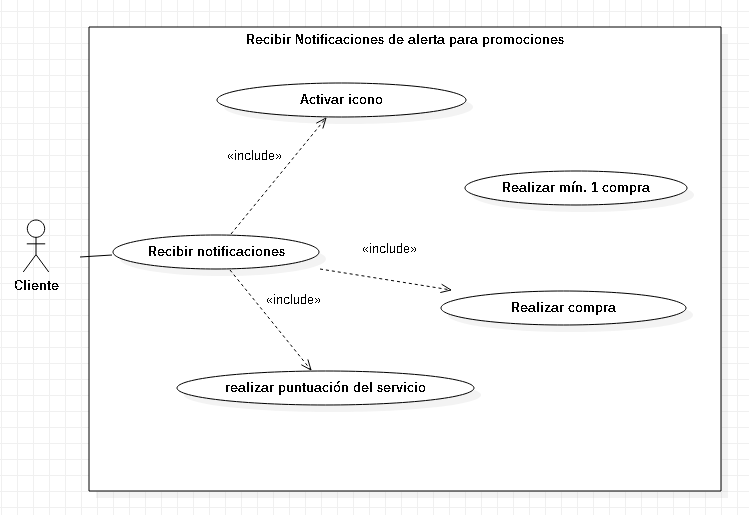 Recibir Notificaciones de alerta para promociones
Activar icono
«include»
Realizar mín. 1 compra
Recibir notificaciones
«include»
Cliente
«include»
Realizar compra
realizar puntuación del servicio